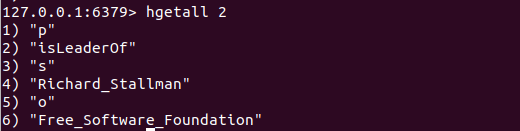 127.0.0.1:6379> hgetall 2
1) "p"
2) "isLeaderOf"
3) "s"
4) "Richard_Stallman"
5) "o"
6) "Free_Software_Foundation"